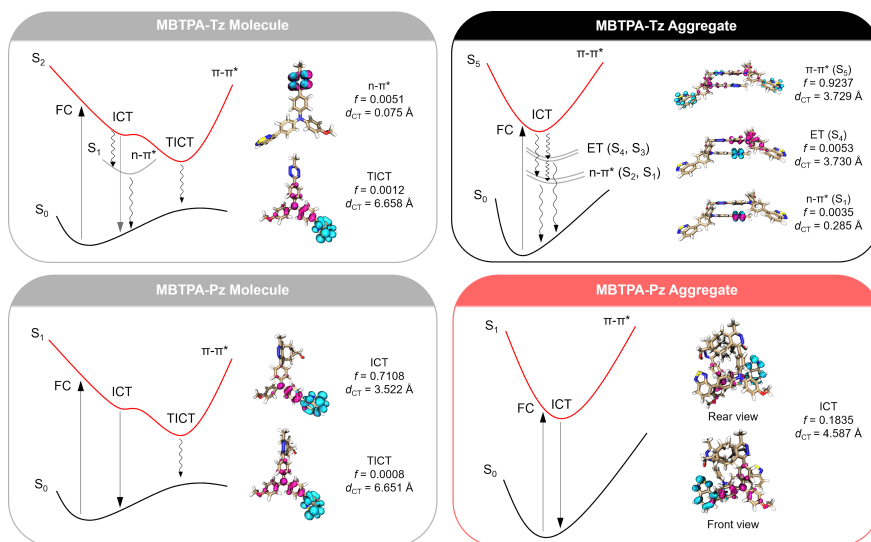 MBTPA-Tz Molecule
S2
π-π*
FC
ICT
TICT
S1
n-π*
S0
n-π*
f = 0.0051
dCT = 0.075 Å
TICT
f = 0.0012
dCT = 6.658 Å
MBTPA-Tz Aggregate
S5
π-π*
FC
ICT
ET (S4, S3)
n-π* (S2, S1)
S0
π-π* (S5)
f = 0.9237
dCT = 3.729 Å
ET (S4)
f = 0.0053
dCT = 3.730 Å
n-π* (S1)
f = 0.0035
dCT = 0.285 Å
MBTPA-Pz Molecule
S1
π-π*
FC
ICT
TICT
S0
ICT
f = 0.7108
dCT = 3.522 Å
TICT
f = 0.0008
dCT = 6.651 Å
MBTPA-Pz Aggregate
S1
π-π*
FC
ICT
S0
Rear view
ICT
f = 0.1835
dCT = 4.587 Å
Front view